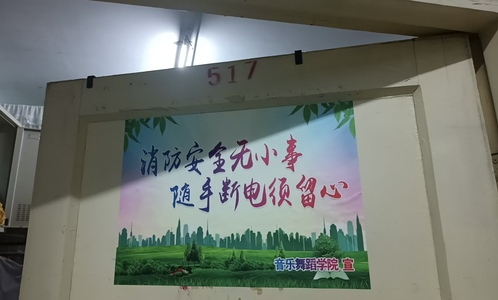 517
消防安全无小事
随手断电须留心
音乐舞蹈学院 宣